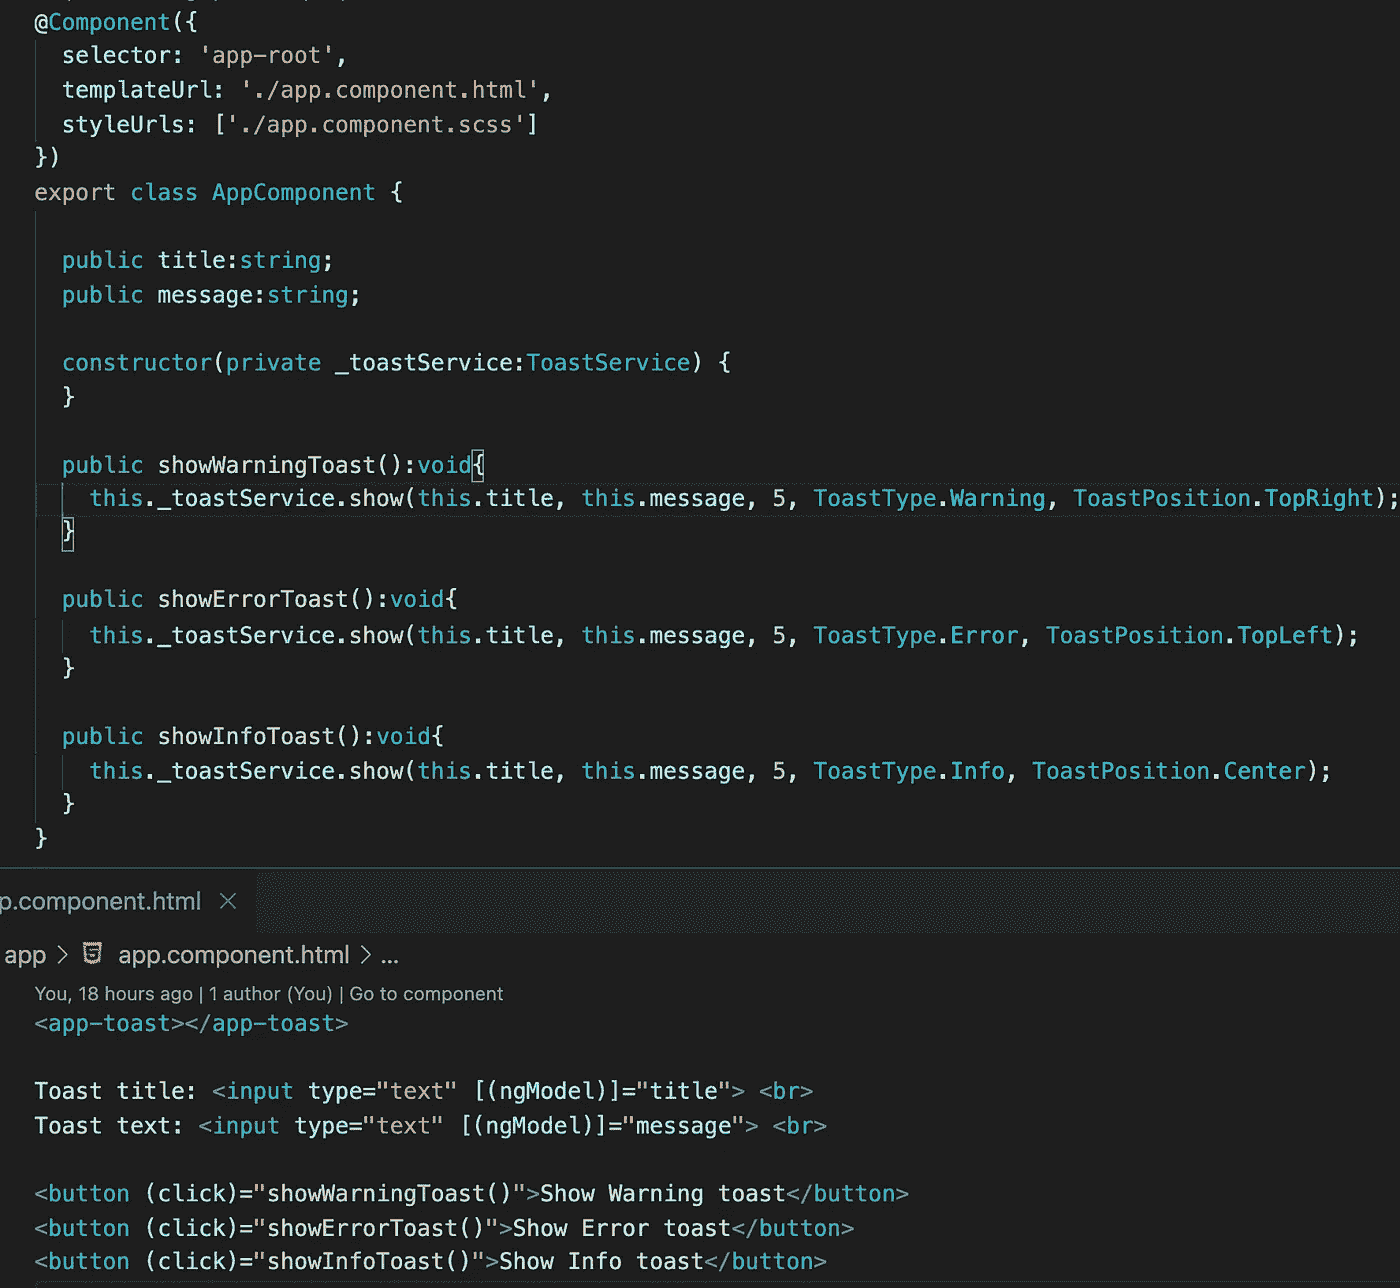 @Component({
  selector: 'app-root',
  templateUrl: './app.component.html',
  styleUrls: ['./app.component.scss']
})
export class AppComponent {

  public title:string;
  public message:string;

  constructor(private _toastService:ToastService) {
  }

  public showWarningToast():void{
    this._toastService.show(this.title, this.message, 5, ToastType.Warning, ToastPosition.TopRight);
  }

  public showErrorToast():void{
    this._toastService.show(this.title, this.message, 5, ToastType.Error, ToastPosition.TopLeft);
  }

  public showInfoToast():void{
    this._toastService.show(this.title, this.message, 5, ToastType.Info, ToastPosition.Center);
  }
}
p.component.html ×
app > app.component.html > ...
You, 18 hours ago | 1 author (You) | Go to component
<app-toast></app-toast>

Toast title: <input type="text" [(ngModel)]="title"> <br>
Toast text: <input type="text" [(ngModel)]="message"> <br>

<button (click)="showWarningToast()">Show Warning toast</button>
<button (click)="showErrorToast()">Show Error toast</button>
<button (click)="showInfoToast()">Show Info toast</button>